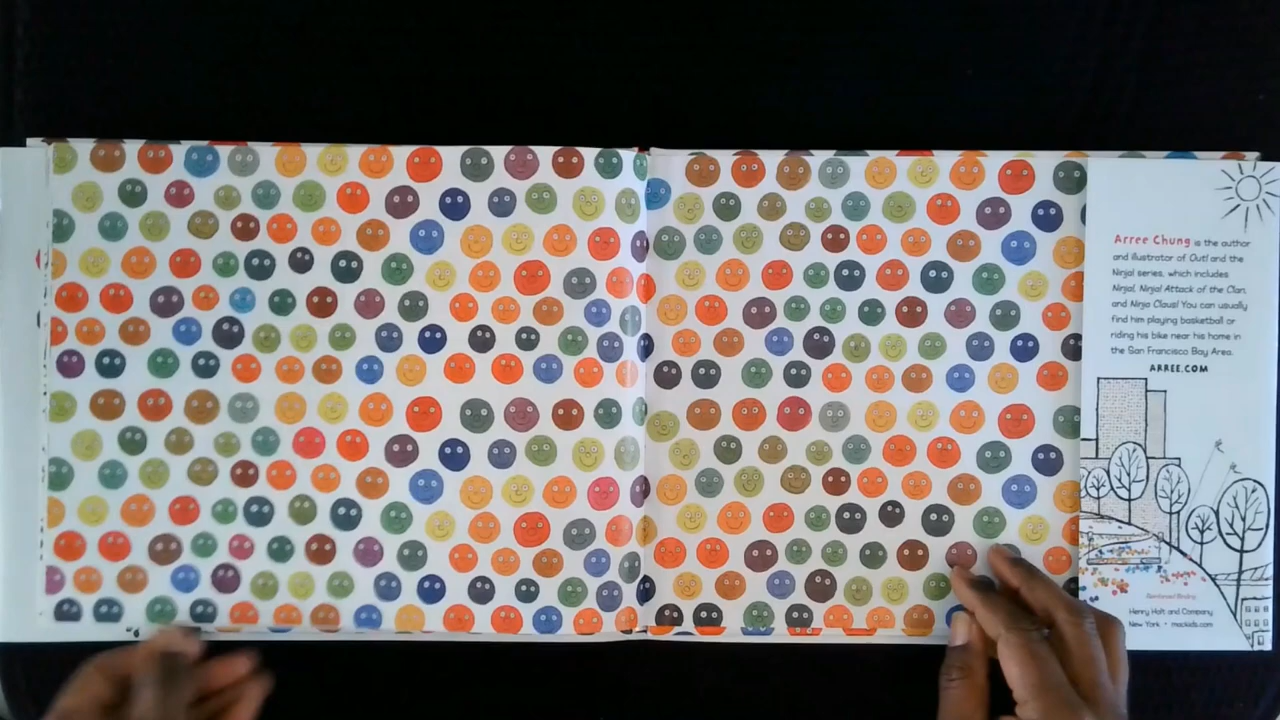 Arree Chung is the author
and illustrator of Out! and the
Ninja! series, which includes
Ninja!, Ninja! Attack of the Clan,
and Ninja Claus! You can usually
find him playing basketball or
riding his bike near his home in
the San Francisco Bay Area.
ARREE.COM
Reinforced Binding
Henry Holt and Company
New York • mackids.com